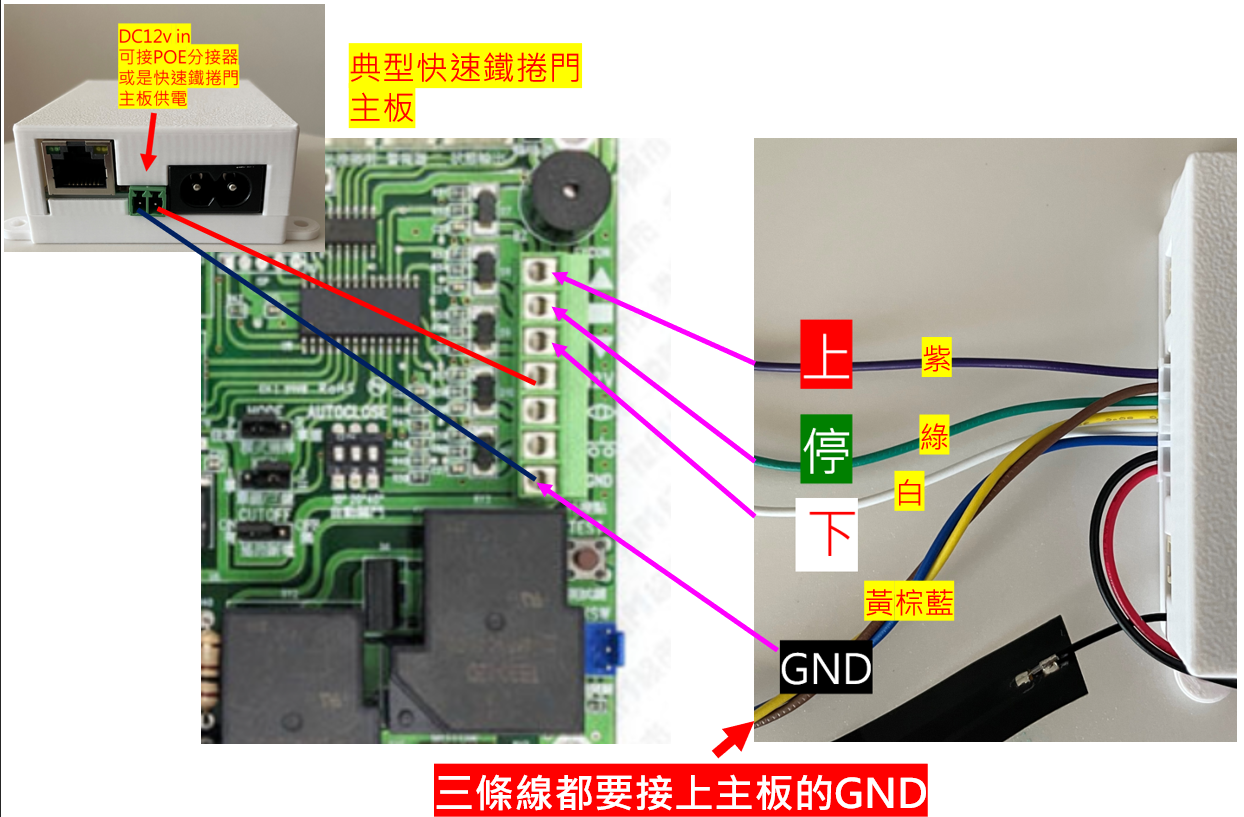 DC12v in
可接POE分接器
或是快速鐵捲門
主板供電
典型快速鐵捲門
主板
上
紫
停
綠
白
下
黃棕藍
GND
三條線都要接上主板的GND
RoHS
MODE
AUTOCLOSE
CUTOFF
GND
TEST